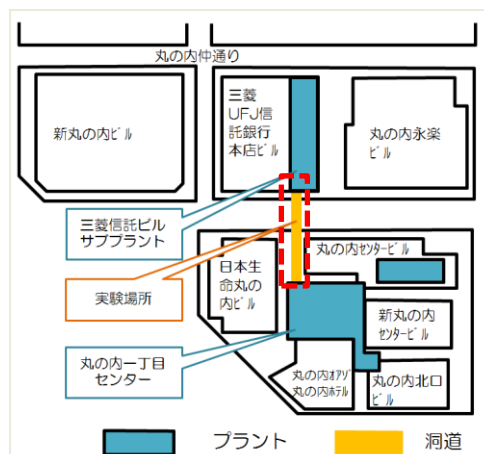 丸の内仲通り
新丸の内ビル
三菱
UFJ信
託銀行
本店ビル
丸の内永楽
ビル
三菱信託ビル
サブプラント
実験場所
丸の内一丁目
センター
日本生
命丸の
内ビル
丸の内センタービル
新丸の内
センタービル
丸の内オアゾ
丸の内ホテル
丸の内北口
ビル
プラント
洞道